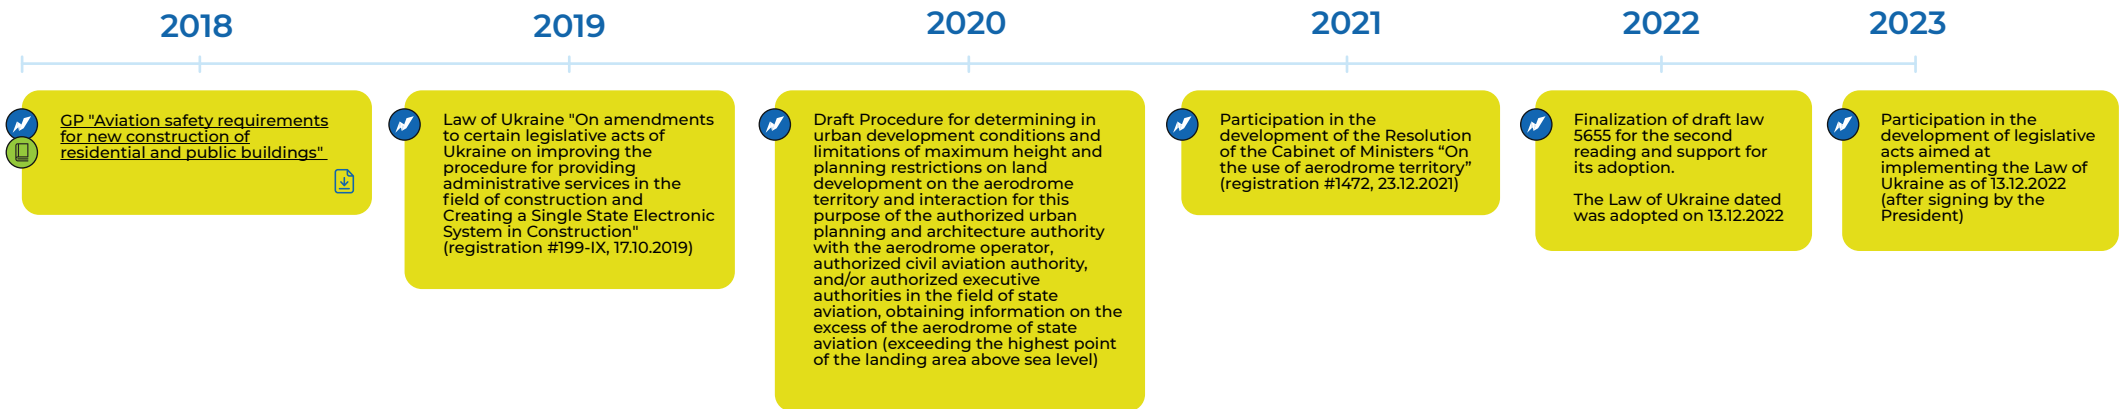 2018
2019
2020
2021
2022
2023
GP "Aviation safety requirements
for new construction of
residential and public buildings"
Law of Ukraine "On amendments
to certain legislative acts of
Ukraine on improving the
procedure for providing
administrative services in the
field of construction and
Creating a Single State Electronic
System in Construction"
(registration #199-IX, 17.10.2019)
Draft Procedure for determining in
urban development conditions and
limitations of maximum height and
planning restrictions on land
development on the aerodrome
territory and interaction for this
purpose of the authorized urban
planning and architecture authority
with the aerodrome operator,
authorized civil aviation authority,
and/or authorized executive
authorities in the field of state
aviation, obtaining information on the
excess of the aerodrome of state
aviation (exceeding the highest point
of the landing area above sea level)
Participation in the
development of the Resolution
of the Cabinet of Ministers “On
the use of aerodrome territory”
(registration #1472, 23.12.2021)
Finalization of draft law
5655 for the second
reading and support for
its adoption.
The Law of Ukraine dated
was adopted on 13.12.2022
Participation in the
development of legislative
acts aimed at
implementing the Law of
Ukraine as of 13.12.2022
(after signing by the
President)